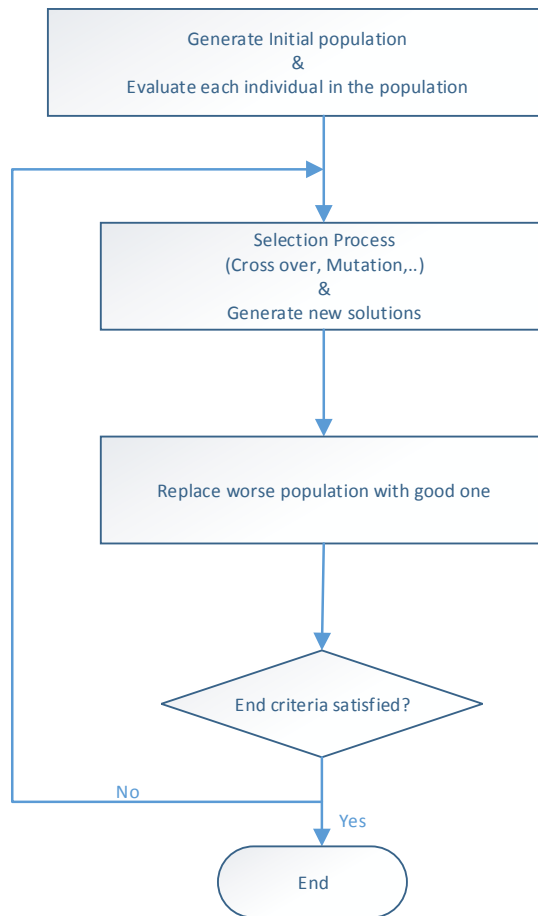 Generate Initial population
&
Evaluate each individual in the population
Selection Process
(Cross over, Mutation,..)
&
Generate new solutions
Replace worse population with good one
End criteria satisfied?
No
Yes
End